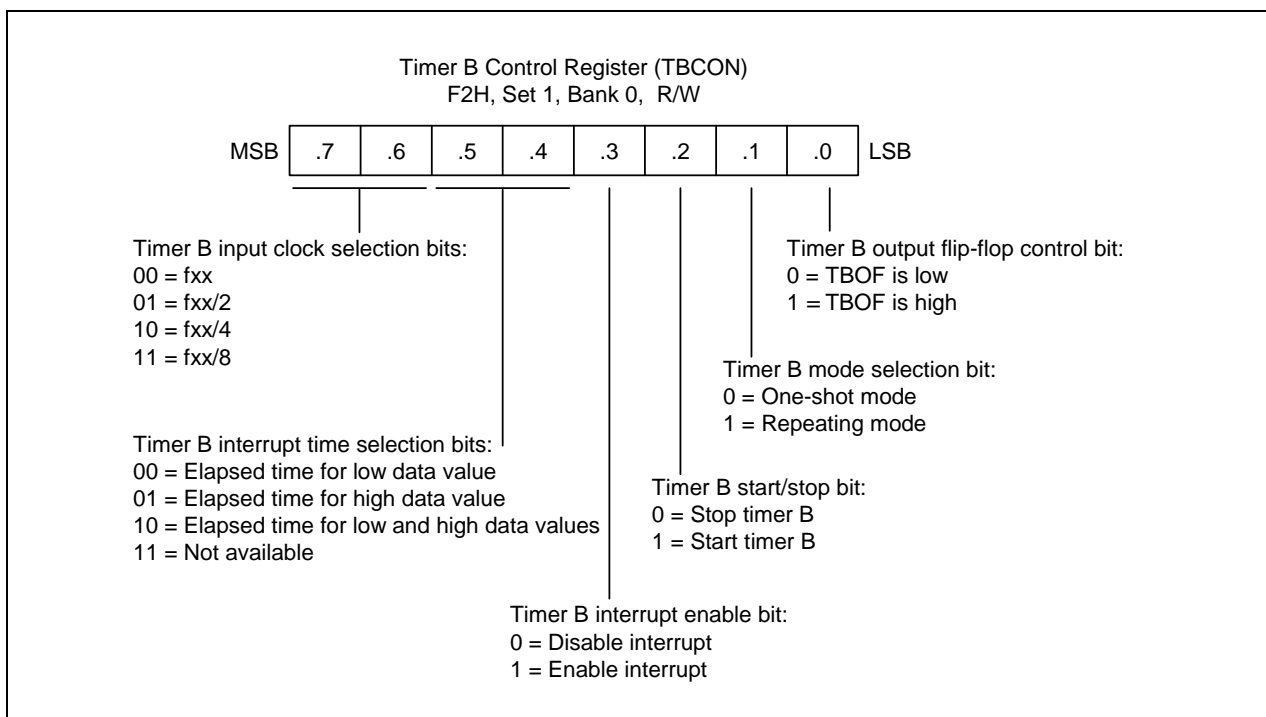 Timer B Control Register (TBCON)
F2H, Set 1, Bank 0, R/W
MSB .7 .6 .5 .4 .3 .2 .1 .0 LSB
Timer B input clock selection bits:
00 = fxx
01 = fxx/2
10 = fxx/4
11 = fxx/8
Timer B output flip-flop control bit:
0 = TBOF is low
1 = TBOF is high
Timer B mode selection bit:
0 = One-shot mode
1 = Repeating mode
Timer B interrupt time selection bits:
00 = Elapsed time for low data value
01 = Elapsed time for high data value
10 = Elapsed time for low and high data values
11 = Not available
Timer B start/stop bit:
0 = Stop timer B
1 = Start timer B
Timer B interrupt enable bit:
0 = Disable interrupt
1 = Enable interrupt